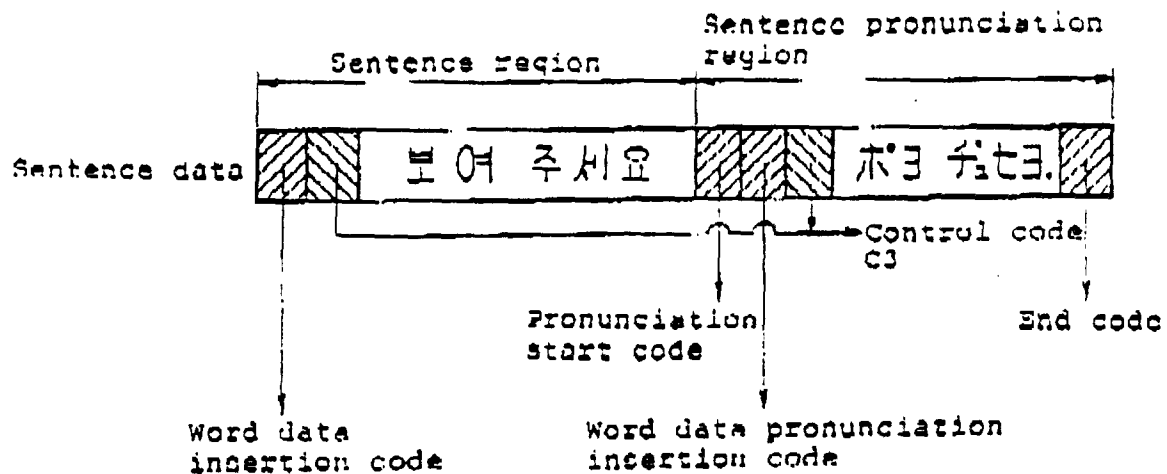 Sentence pronunciation
region
Sentence region
Sentence data
보여 주세요
ポヨ チュセヨ.
Control code
C3
Pronunciation
start code
End code
Word data
insertion code
Word data pronunciation
insertion code